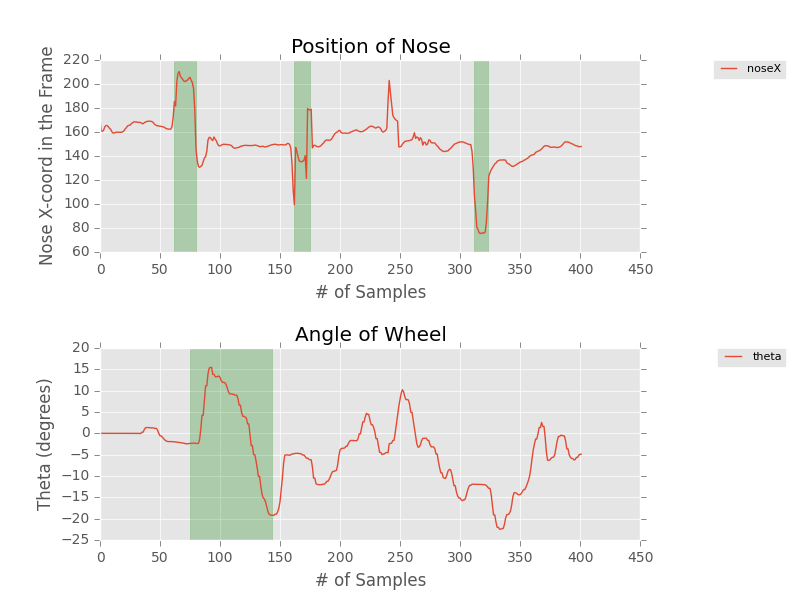 Position of Nose
noseX
Nose X-coord in the Frame
220
200
180
160
140
120
100
80
60
0 50 100 150 200 250 300 350 400 450
# of Samples
Angle of Wheel
theta
Theta (degrees)
20
15
10
5
0
−5
−10
−15
−20
−25
0 50 100 150 200 250 300 350 400 450
# of Samples